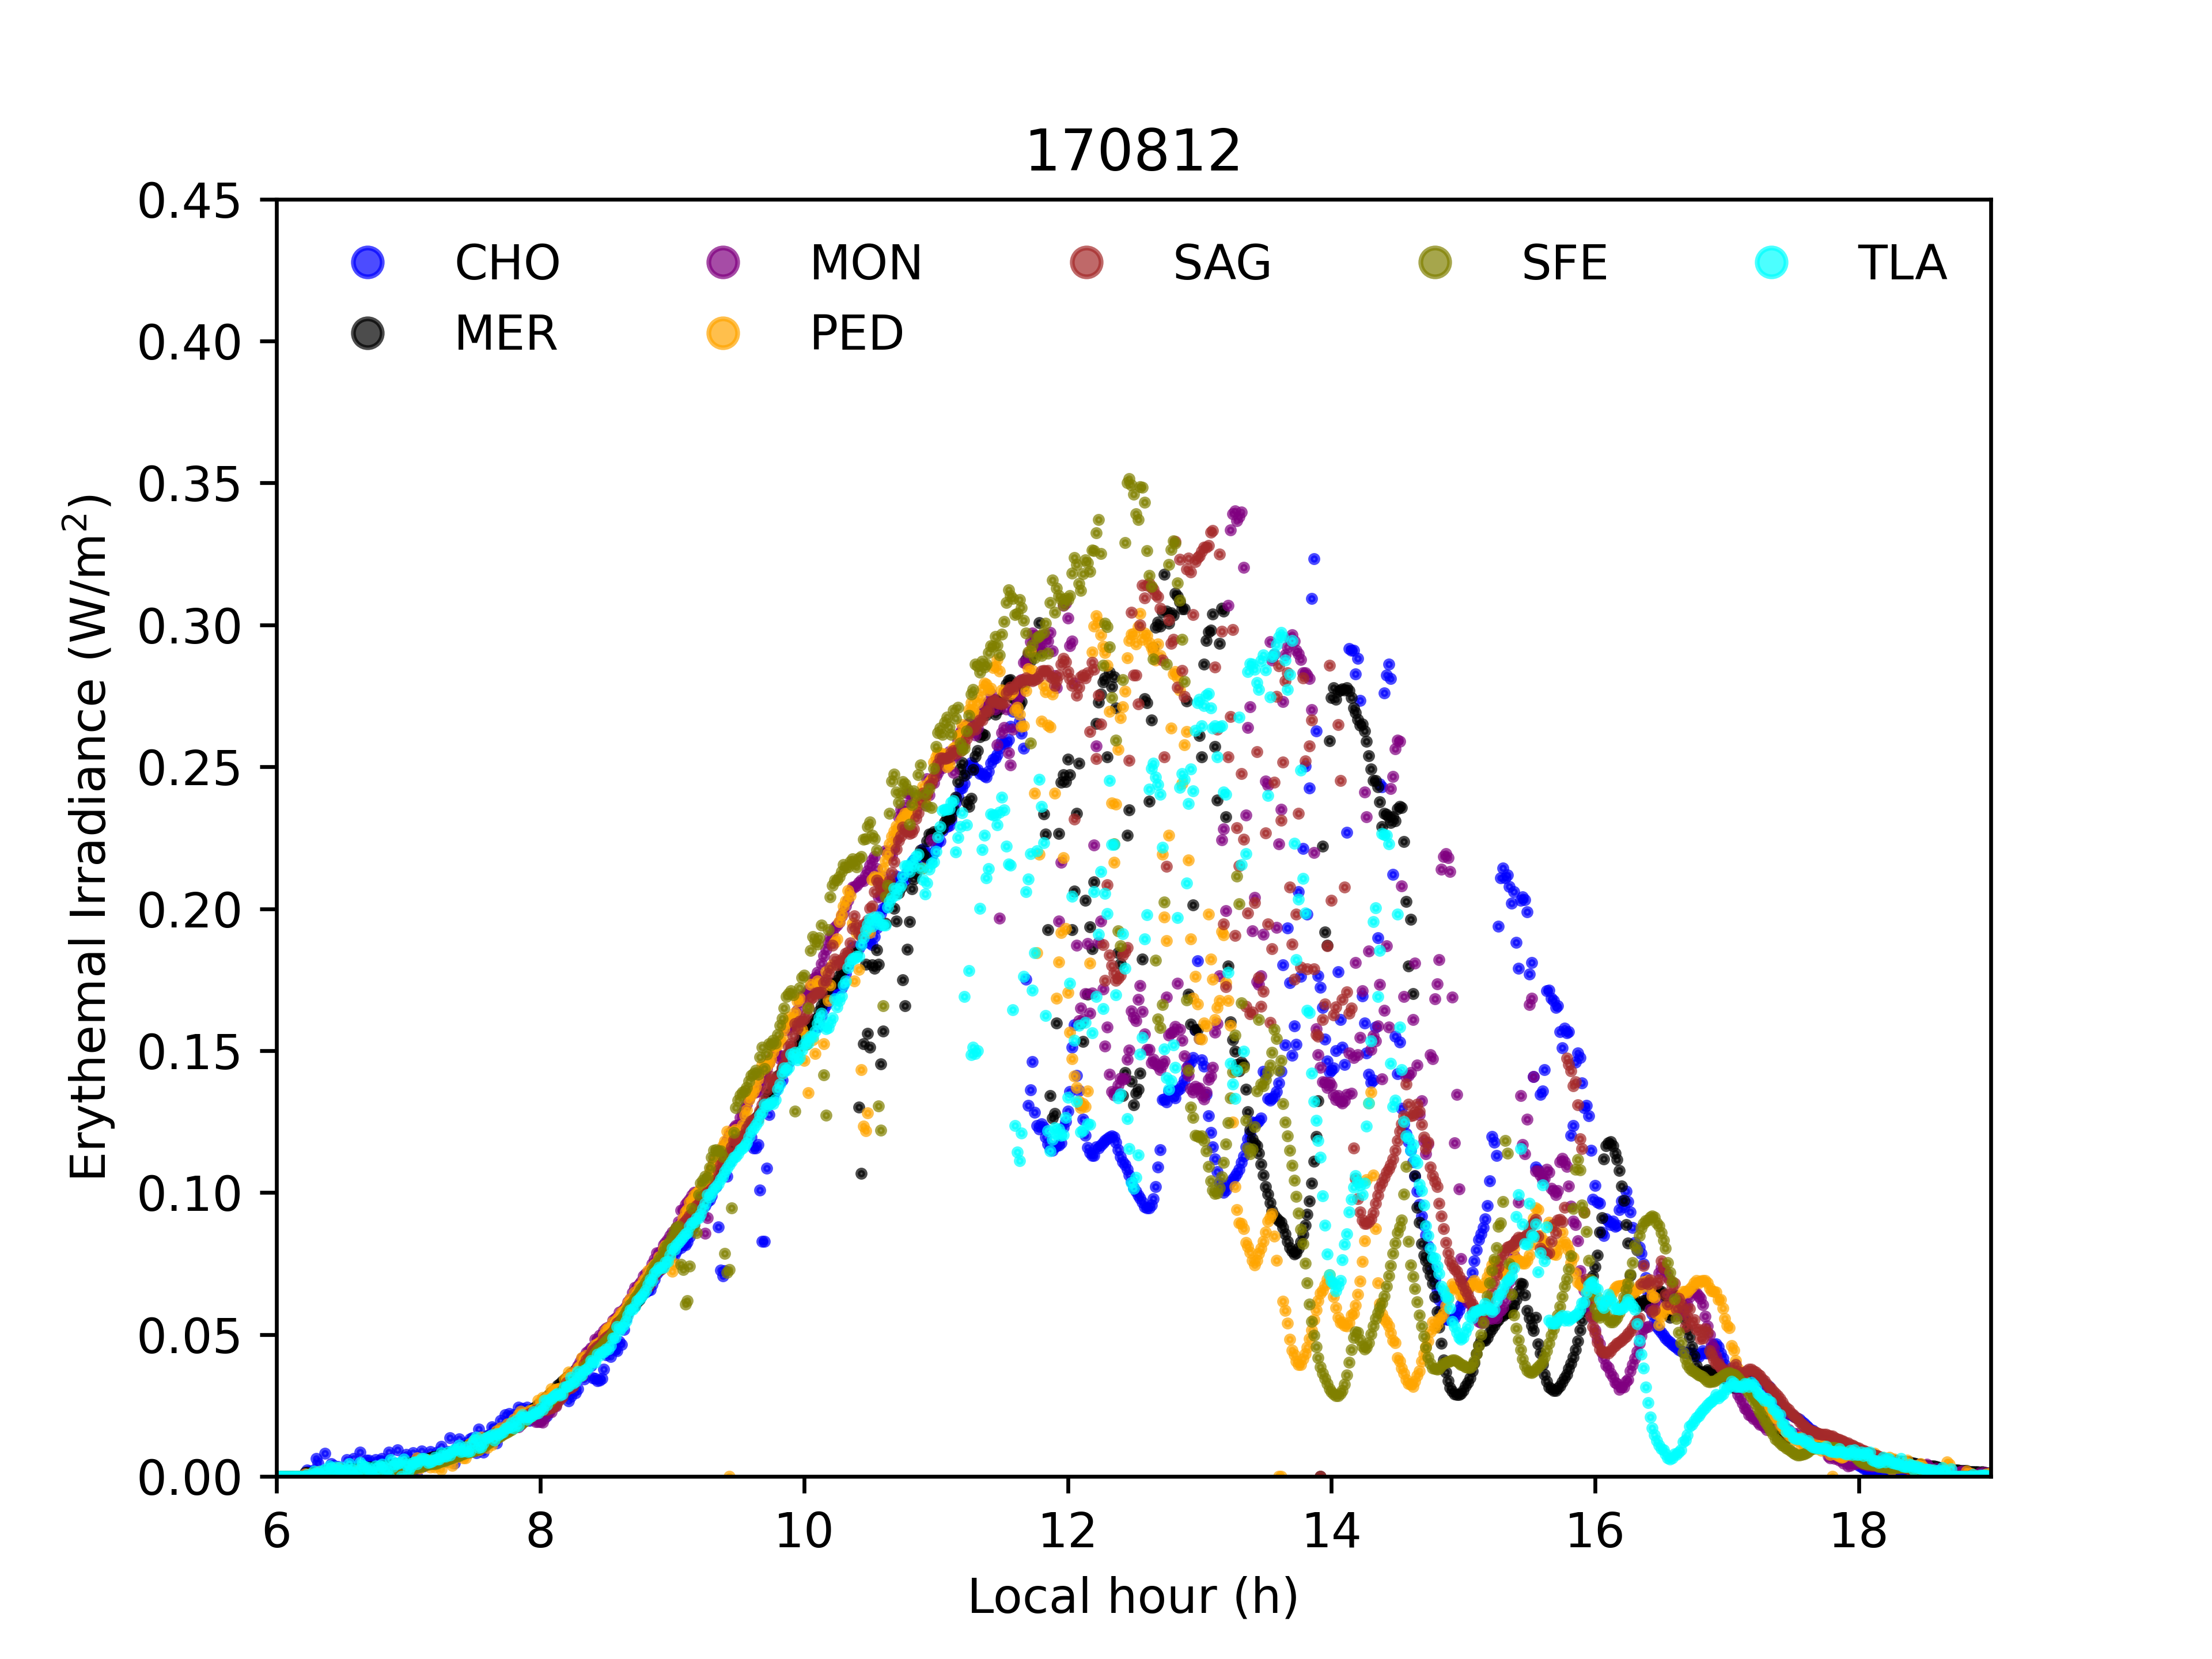 170812
0.45
0.40
0.35
0.30
0.25
0.20
0.15
0.10
0.05
0.00
Erythemal Irradiance (W/m²)
CHO MON SAG SFE TLA
MER PED
6 8 10 12 14 16 18
Local hour (h)